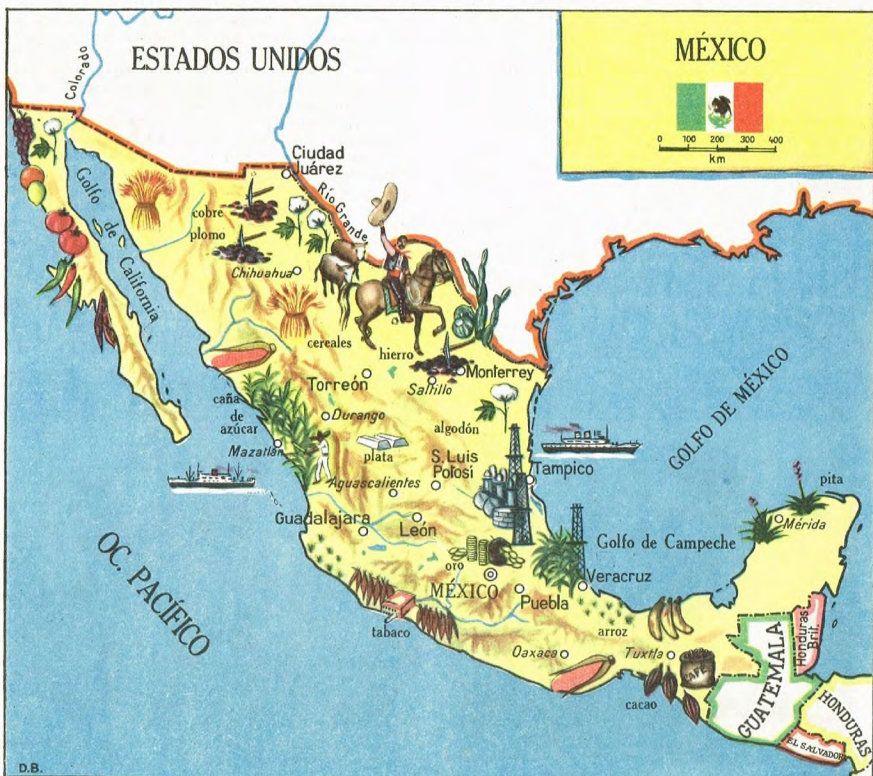 ESTADOS UNIDOS
MÉXICO
0 100 200 300 400
km
Colorado
Ciudad
Juárez
Río Grande
Golfo de California
cobre
plomo
Chihuahua
cereales
hierro
Monterrey
Saltillo
Torreón
caña
de
azúcar
Durango
algodón
GOLFO DE MÉXICO
Mazatlán
plata
S. Luis
Potosí
Tampico
pita
Aguascalientes
Mérida
Guadalajara
León
Golfo de Campeche
OC. PACÍFICO
oro
MÉXICO
Veracruz
Puebla
tabaco
arroz
Oaxaca
Tuxtla
CAFÉ
cacao
Honduras
Brit.
GUATEMALA
HONDURAS
EL SALVADOR
D.B.